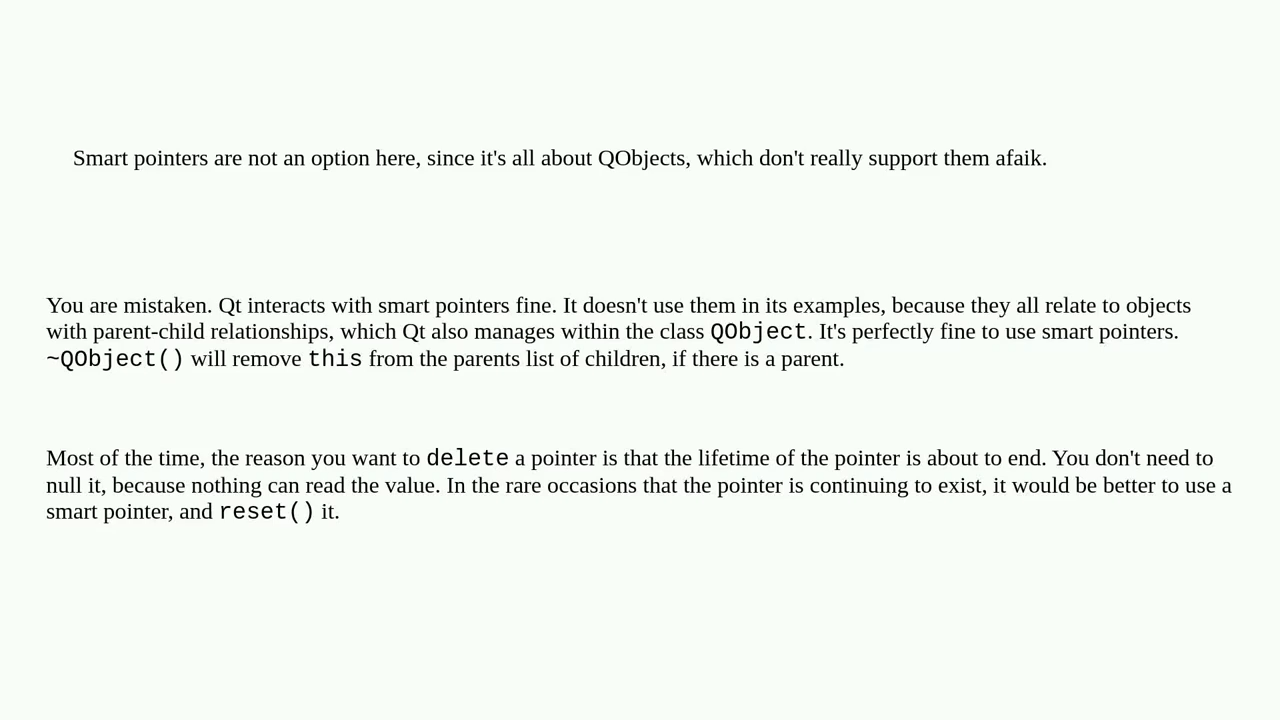 Smart pointers are not an option here, since it's all about QObjects, which don't really support them afaik.
You are mistaken. Qt interacts with smart pointers fine. It doesn't use them in its examples, because they all relate to objects
with parent-child relationships, which Qt also manages within the class QObject. It's perfectly fine to use smart pointers.
~QObject() will remove this from the parents list of children, if there is a parent.
Most of the time, the reason you want to delete a pointer is that the lifetime of the pointer is about to end. You don't need to
null it, because nothing can read the value. In the rare occasions that the pointer is continuing to exist, it would be better to use a
smart pointer, and reset() it.